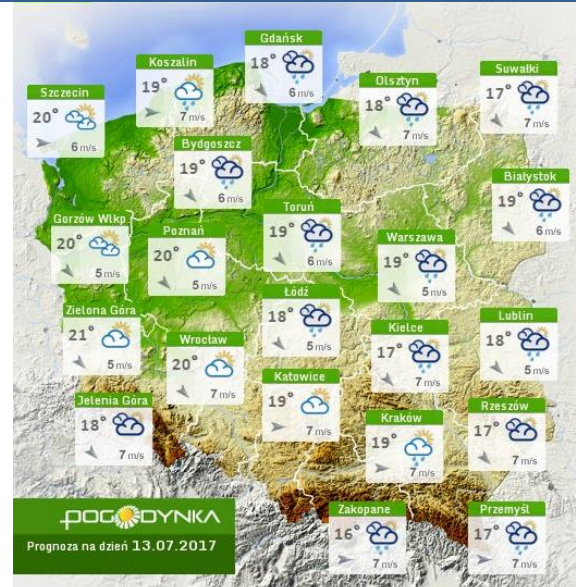 Gdańsk
18°
6 m/s
Koszalin
19°
7 m/s
Suwałki
17°
7 m/s
Olsztyn
18°
7 m/s
Szczecin
20°
6 m/s
Bydgoszcz
19°
6 m/s
Białystok
19°
6 m/s
Toruń
19°
6 m/s
Gorzów Wlkp
20°
5 m/s
Poznań
20°
5 m/s
Warszawa
19°
5 m/s
Łódź
18°
5 m/s
Zielona Góra
21°
5 m/s
Lublin
18°
5 m/s
Kielce
17°
7 m/s
Wrocław
20°
7 m/s
Katowice
19°
7 m/s
Jelenia Góra
18°
7 m/s
Rzeszów
17°
7 m/s
Kraków
19°
7 m/s
Zakopane
16°
7 m/s
Przemyśl
17°
7 m/s
POGODYNKA
Prognoza na dzień 13.07.2017